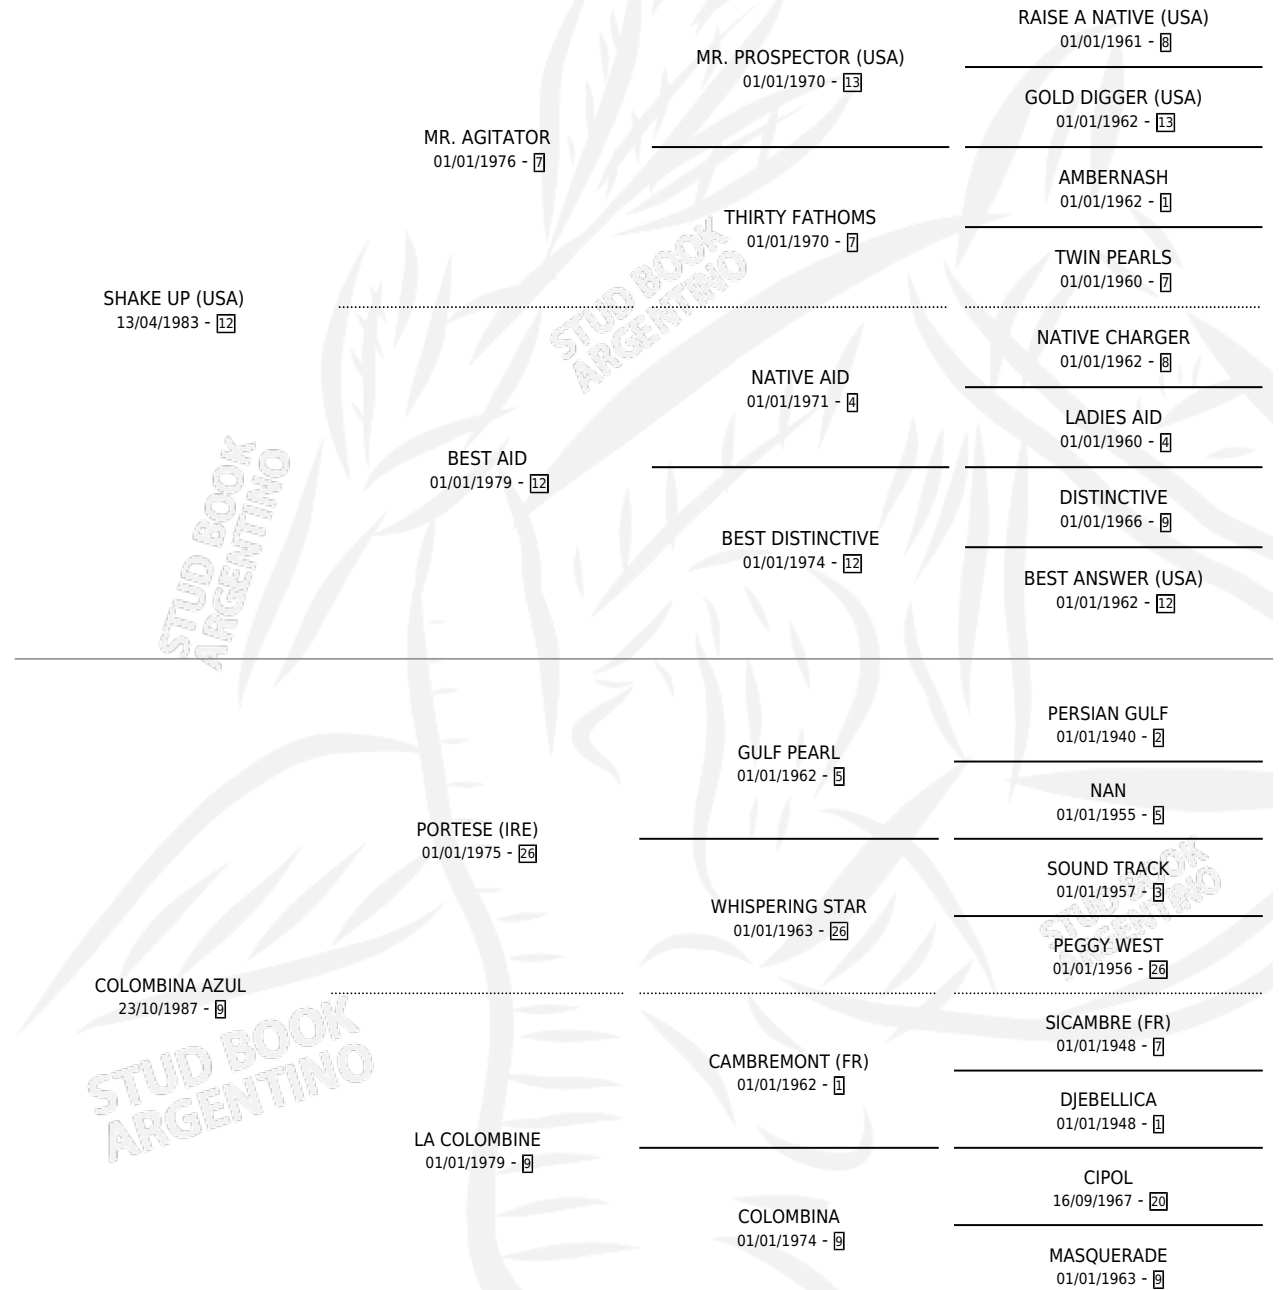 RAISE A NATIVE (USA)
01/01/1961 - 8
MR. PROSPECTOR (USA)
01/01/1970 - 13
GOLD DIGGER (USA)
01/01/1962 - 13
MR. AGITATOR
01/01/1976 - 7
AMBERNASH
01/01/1962 - 1
THIRTY FATHOMS
01/01/1970 - 7
TWIN PEARLS
01/01/1960 - 7
SHAKE UP (USA)
13/04/1983 - 12
STUD BOOK
ARGENTINO
NATIVE CHARGER
01/01/1962 - 8
NATIVE AID
01/01/1971 - 4
LADIES AID
01/01/1960 - 4
BEST AID
01/01/1979 - 12
DISTINCTIVE
01/01/1966 - 9
BEST DISTINCTIVE
01/01/1974 - 12
BEST ANSWER (USA)
01/01/1962 - 12
STUD BOOK
ARGENTINO
PERSIAN GULF
01/01/1940 - 2
GULF PEARL
01/01/1962 - 5
NAN
01/01/1955 - 5
PORTESE (IRE)
01/01/1975 - 26
SOUND TRACK
01/01/1957 - 3
WHISPERING STAR
01/01/1963 - 26
STUD BOOK
ARGENTINO
PEGGY WEST
01/01/1956 - 26
COLOMBINA AZUL
23/10/1987 - 9
STUD BOOK
ARGENTINO
SICAMBRE (FR)
01/01/1948 - 7
CAMBREMONT (FR)
01/01/1962 - 1
DJEBELLICA
01/01/1948 - 1
LA COLOMBINE
01/01/1979 - 9
CIPOL
16/09/1967 - 20
COLOMBINA
01/01/1974 - 9
MASQUERADE
01/01/1963 - 9